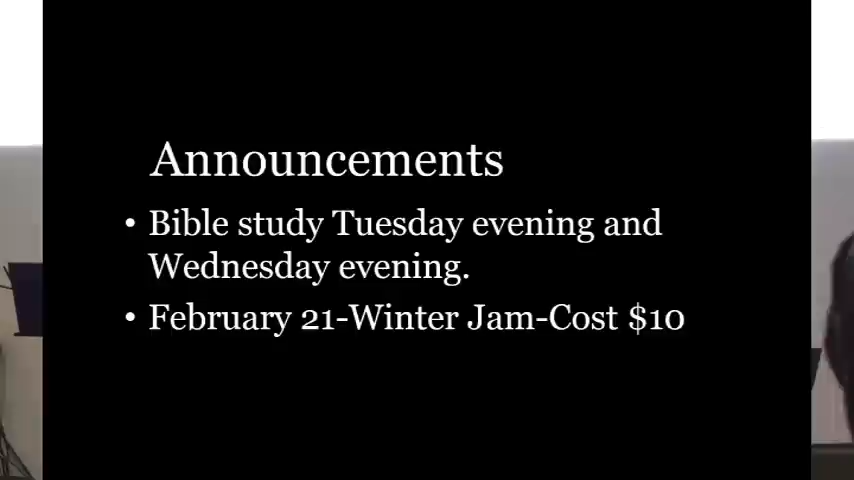 Announcements
• Bible study Tuesday evening and
Wednesday evening.
• February 21-Winter Jam-Cost $10